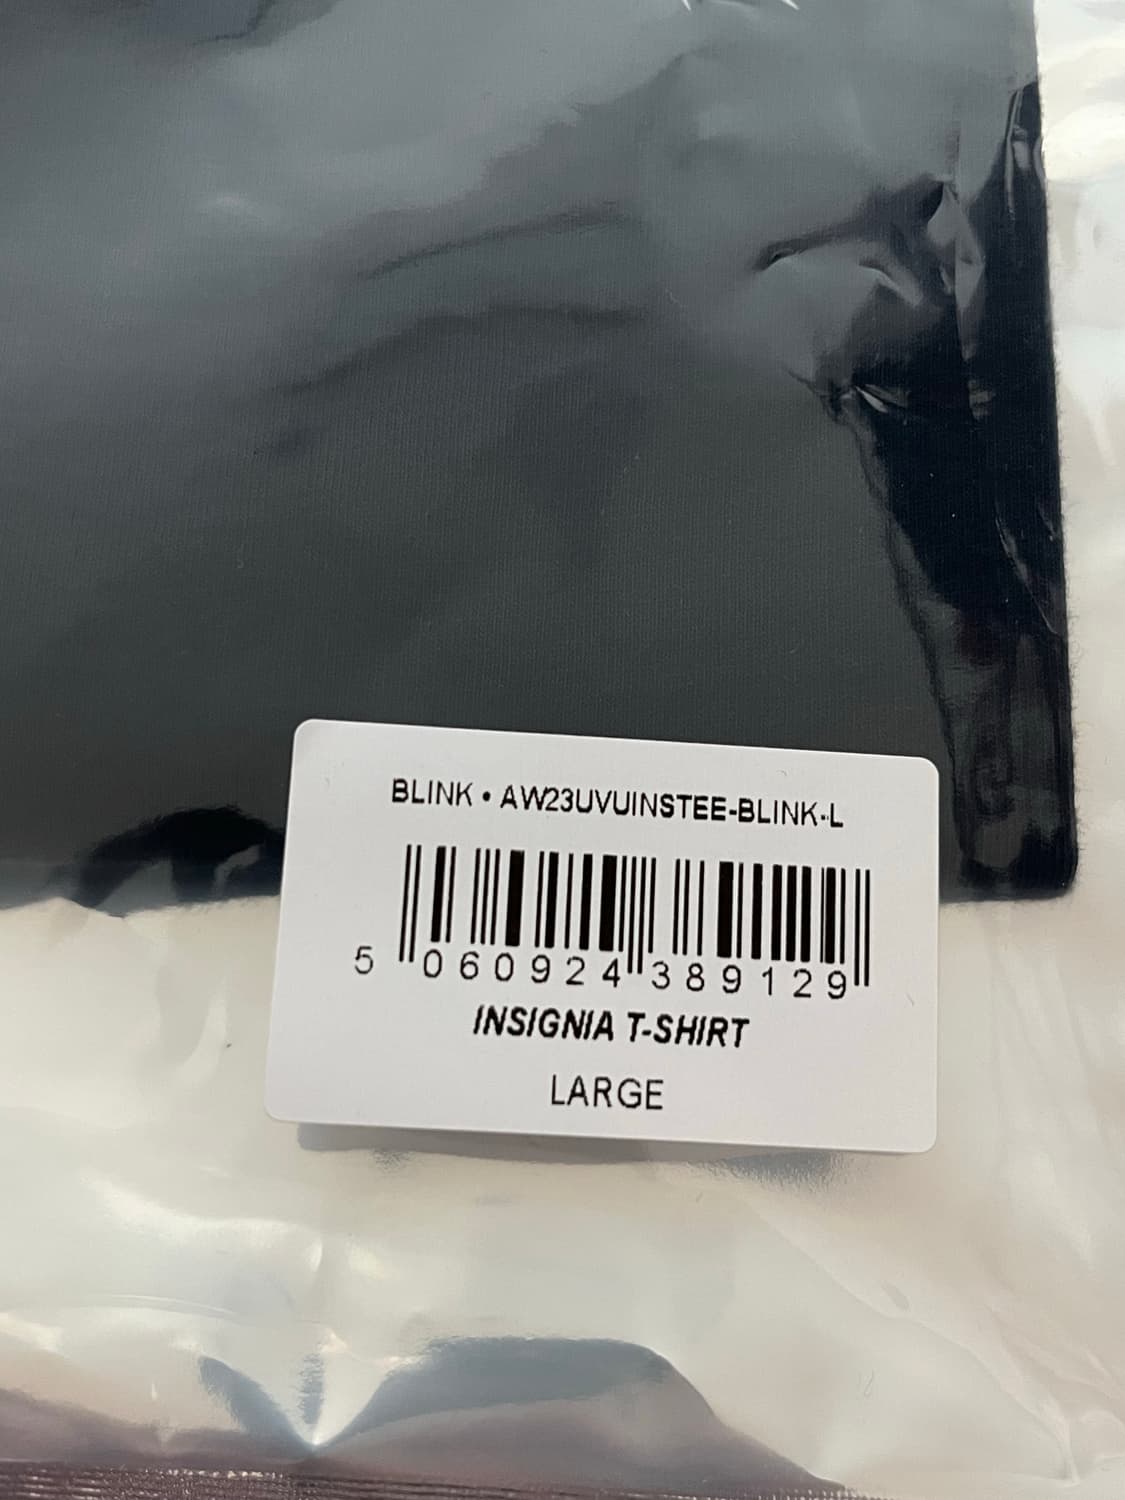 BLINK • AW23UVUINSTEE-BLINK-L
5 060924 389129
INSIGNIA T-SHIRT
LARGE